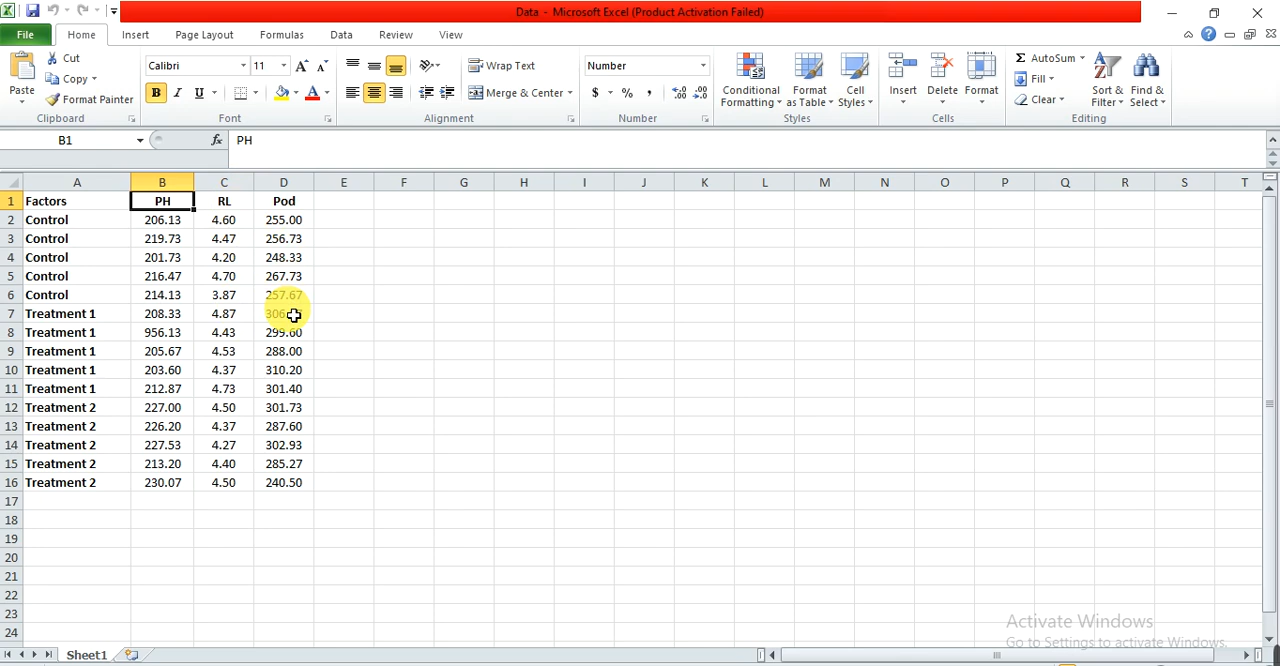 Data - Microsoft Excel (Product Activation Failed)
File Home Insert Page Layout Formulas Data Review View
Paste Cut Copy Format Painter Clipboard
Calibri 11 B I U A Font
Wrap Text Merge & Center Alignment
Number $ % , Number
Conditional Formatting Format as Table Cell Styles Styles
Insert Delete Format Cells
Σ AutoSum Fill Clear Sort & Filter Find & Select Editing
B1 fx PH
A B C D E F G H I J K L M N O P Q R S T
1 Factors PH RL Pod
2 Control 206.13 4.60 255.00
3 Control 219.73 4.47 256.73
4 Control 201.73 4.20 248.33
5 Control 216.47 4.70 267.73
6 Control 214.13 3.87 257.67
7 Treatment 1 208.33 4.87
8 Treatment 1 956.13 4.43 299.60
9 Treatment 1 205.67 4.53 288.00
10 Treatment 1 203.60 4.37 310.20
11 Treatment 1 212.87 4.73 301.40
12 Treatment 2 227.00 4.50 301.73
13 Treatment 2 226.20 4.37 287.60
14 Treatment 2 227.53 4.27 302.93
15 Treatment 2 213.20 4.40 285.27
16 Treatment 2 230.07 4.50 240.50
17
18
19
20
21
22
23
24
Activate Windows
Go to Settings to activate Windows.
Sheet1